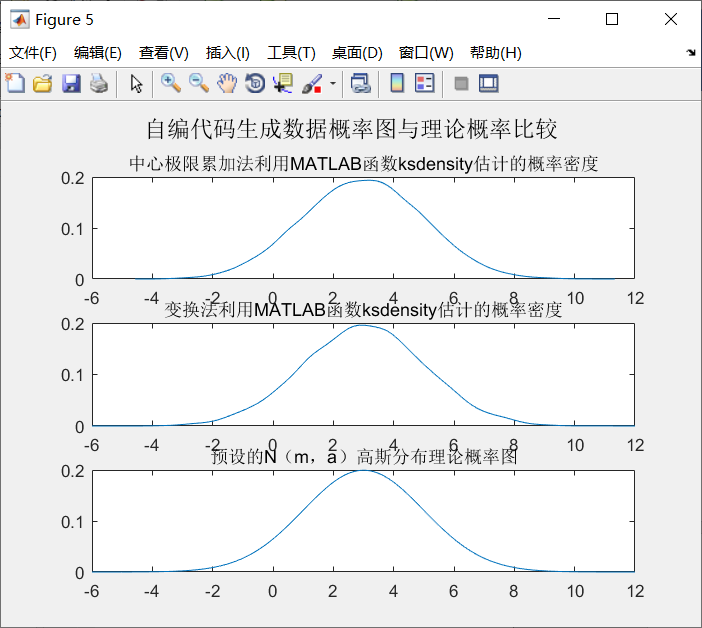 Figure 5
文件(F) 编辑(E) 查看(V) 插入(I) 工具(T) 桌面(D) 窗口(W) 帮助(H)
自编代码生成数据概率图与理论概率比较
中心极限累加法利用MATLAB函数ksdensity估计的概率密度
0.2
0.1
0
-6 -4 -2 0 2 4 6 8 10 12
变换法利用MATLAB函数ksdensity估计的概率密度
0.2
0.1
0
-6 -4 -2 0 2 4 6 8 10 12
预设的N（m，a）高斯分布理论概率图
0.2
0.1
0
-6 -4 -2 0 2 4 6 8 10 12